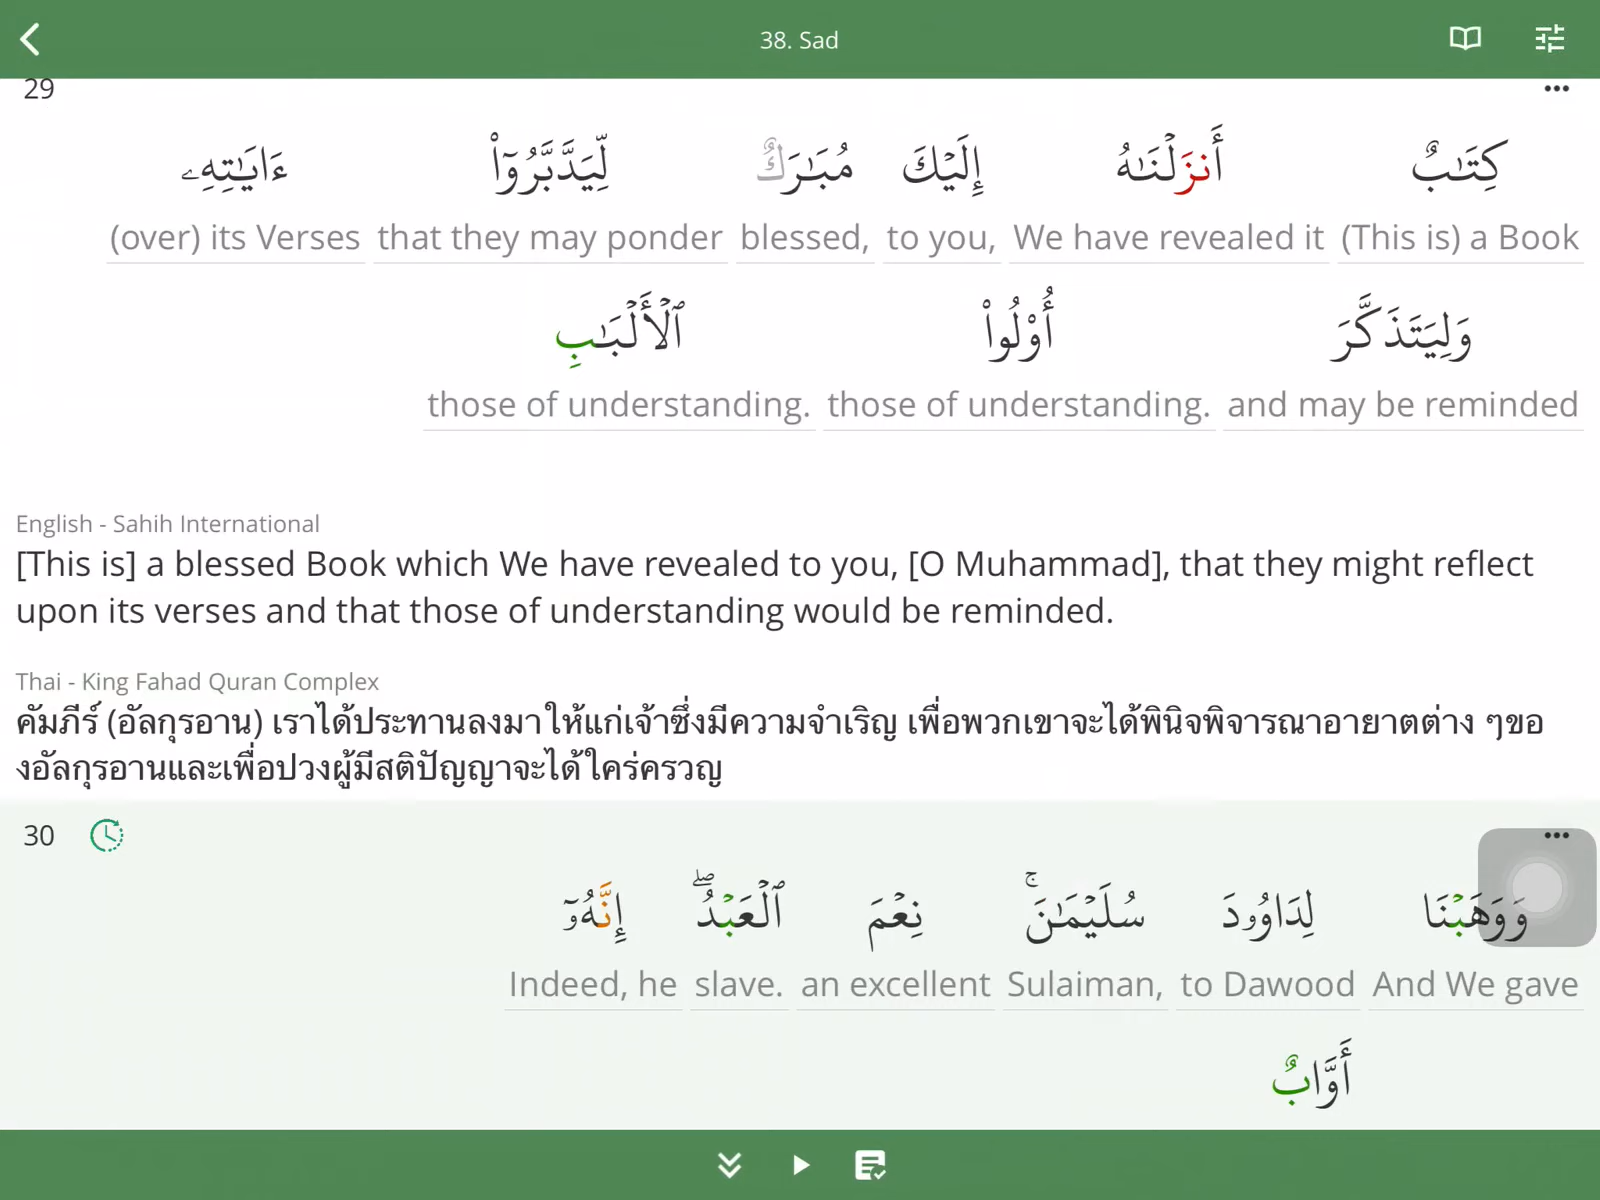 38. Sad
29
كِتَـٰبٌ أَنزَلْنَـٰهُ إِلَيْكَ مُبَـٰرَكٌ لِّيَدَّبَّرُوٓا۟ ءَايَـٰتِهِۦ
(over) its Verses that they may ponder blessed, to you, We have revealed it (This is) a Book
وَلِيَتَذَكَّرَ أُو۟لُوا۟ ٱلْأَلْبَـٰبِ
those of understanding. those of understanding. and may be reminded
English - Sahih International
[This is] a blessed Book which We have revealed to you, [O Muhammad], that they might reflect
upon its verses and that those of understanding would be reminded.
Thai - King Fahad Quran Complex
คัมภีร์ (อัลกุรอาน) เราได้ประทานลงมาให้แก่เจ้าซึ่งมีความจำเริญ เพื่อพวกเขาจะได้พินิจพิจารณาอายาตต่าง ๆขอ
งอัลกุรอานและเพื่อปวงผู้มีสติปัญญาจะได้ใคร่ครวญ
30
وَوَهَبْنَا لِدَاوُۥدَ سُلَيْمَـٰنَ ۚ نِعْمَ ٱلْعَبْدُ ۖ إِنَّهُۥٓ
Indeed, he slave. an excellent Sulaiman, to Dawood And We gave
أَوَّابٌ